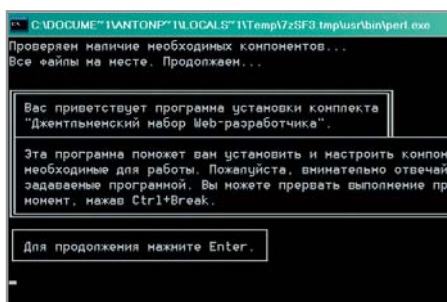 C:\DOCUME~1\ANTONP~1\LOCALS~1\Temp\7zSF3.tmp\usr\bin\perl.exe
Проверяем наличие необходимых компонентов...
Все файлы на месте. Продолжаем...
Вас приветствует программа установки комплекта
"Джентльменский набор Web-разработчика".
Эта программа поможет вам установить и настроить компон
необходимые для работы. Пожалуйста, внимательно отвечай
задаваемые программой. Вы можете прервать выполнение пр
момент, нажав Ctrl+Break.
Для продолжения нажмите Enter.